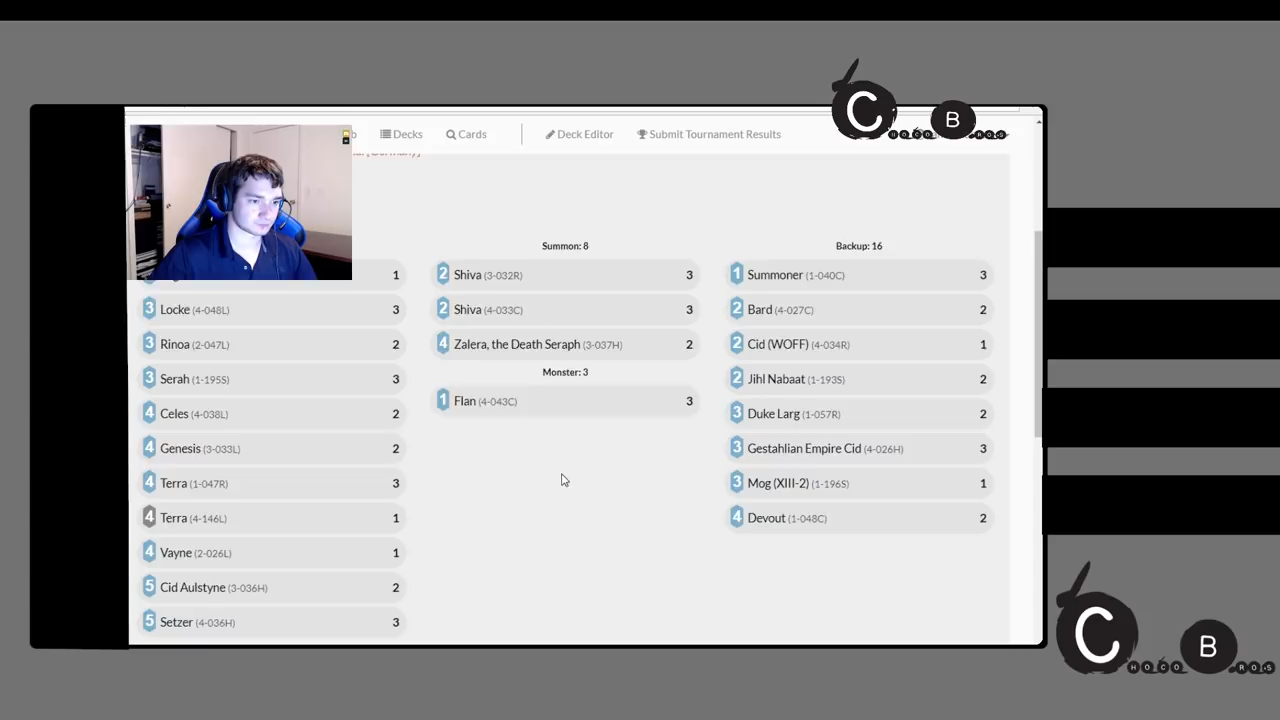 Decks Cards Deck Editor Submit Tournament Results
Summon: 8
Backup: 16
1
3 Locke (4-048L) 3
3 Rinoa (2-047L) 2
3 Serah (1-195S) 3
4 Celes (4-038L) 2
4 Genesis (3-033L) 2
4 Terra (1-047R) 3
4 Terra (4-146L) 1
4 Vayne (2-026L) 1
5 Cid Aulstyne (3-036H) 2
5 Setzer (4-036H) 3
2 Shiva (3-032R) 3
2 Shiva (4-033C) 3
4 Zalera, the Death Seraph (3-037H) 2
Monster: 3
1 Flan (4-043C) 3
1 Summoner (1-040C) 3
2 Bard (4-027C) 2
2 Cid (WOFF) (4-034R) 1
2 Jihl Nabaat (1-193S) 2
3 Duke Larg (1-057R) 2
3 Gestahlian Empire Cid (4-026H) 3
3 Mog (XIII-2) (1-196S) 1
4 Devout (1-048C) 2
CHOCO BROS
CHOCO BROS